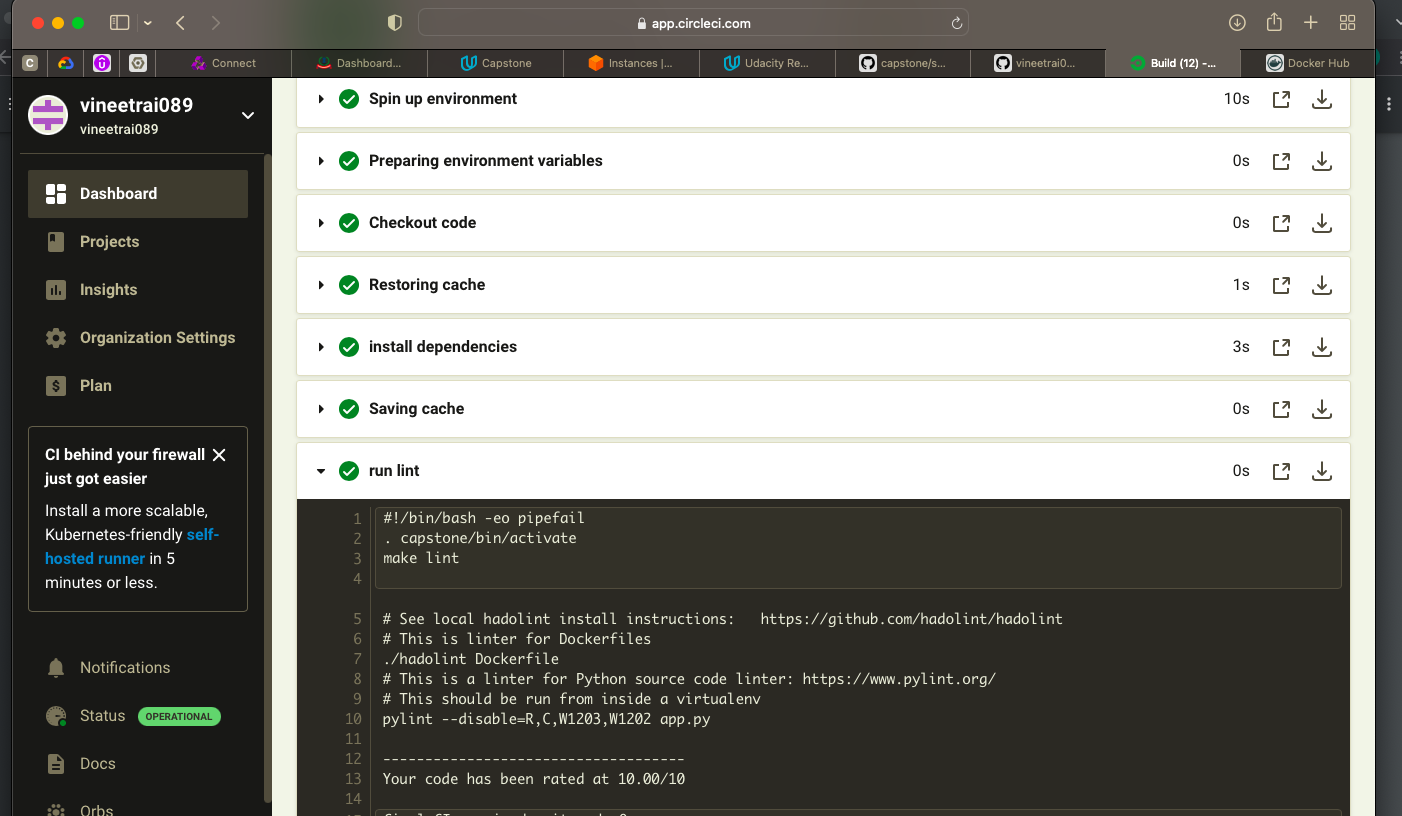 app.circleci.com
C
Connect
Dashboard...
Capstone
Instances |...
Udacity Re...
capstone/s...
vineetrai0...
Build (12) -...
Docker Hub
vineetrai089
vineetrai089
Dashboard
Projects
Insights
Organization Settings
Plan
CI behind your firewall
just got easier
Install a more scalable,
Kubernetes-friendly self-
hosted runner in 5
minutes or less.
Notifications
Status OPERATIONAL
Docs
Orbs
Spin up environment 10s
Preparing environment variables 0s
Checkout code 0s
Restoring cache 1s
install dependencies 3s
Saving cache 0s
run lint 0s
1 #!/bin/bash -eo pipefail
2 . capstone/bin/activate
3 make lint
4
5 # See local hadolint install instructions:   https://github.com/hadolint/hadolint
6 # This is linter for Dockerfiles
7 ./hadolint Dockerfile
8 # This is a linter for Python source code linter: https://www.pylint.org/
9 # This should be run from inside a virtualenv
10 pylint --disable=R,C,W1203,W1202 app.py
11
12 ------------------------------------
13 Your code has been rated at 10.00/10
14